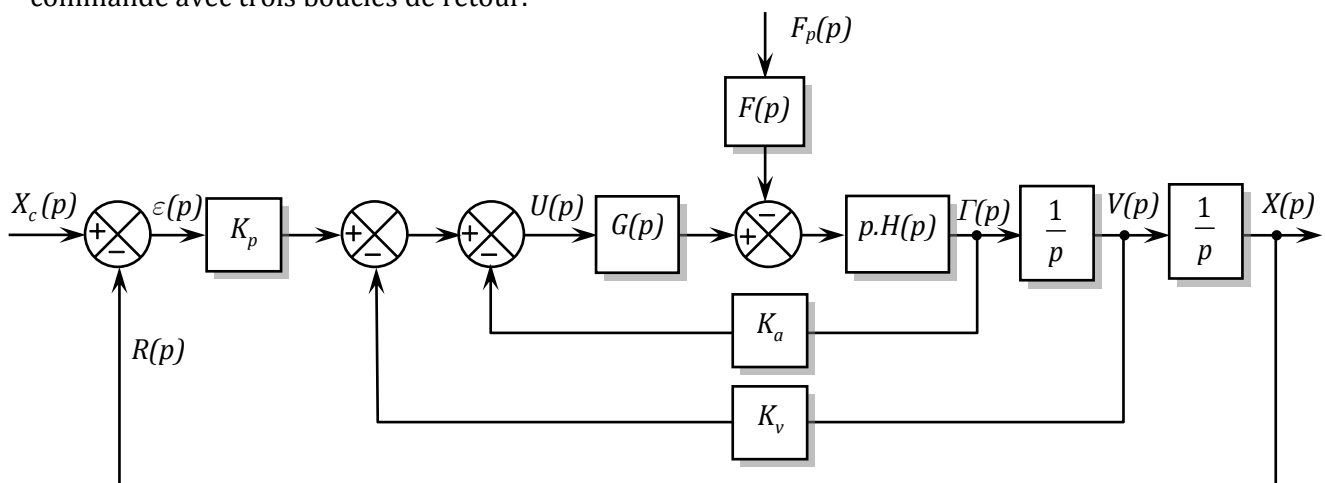 commande avec trois boucles de retour.
F_p(p)
F(p)
X_c(p)
+
−
ε(p)
K_p
+
−
+
−
U(p)
G(p)
−
+
p.H(p)
Γ(p)
1/p
V(p)
1/p
X(p)
K_a
R(p)
K_v